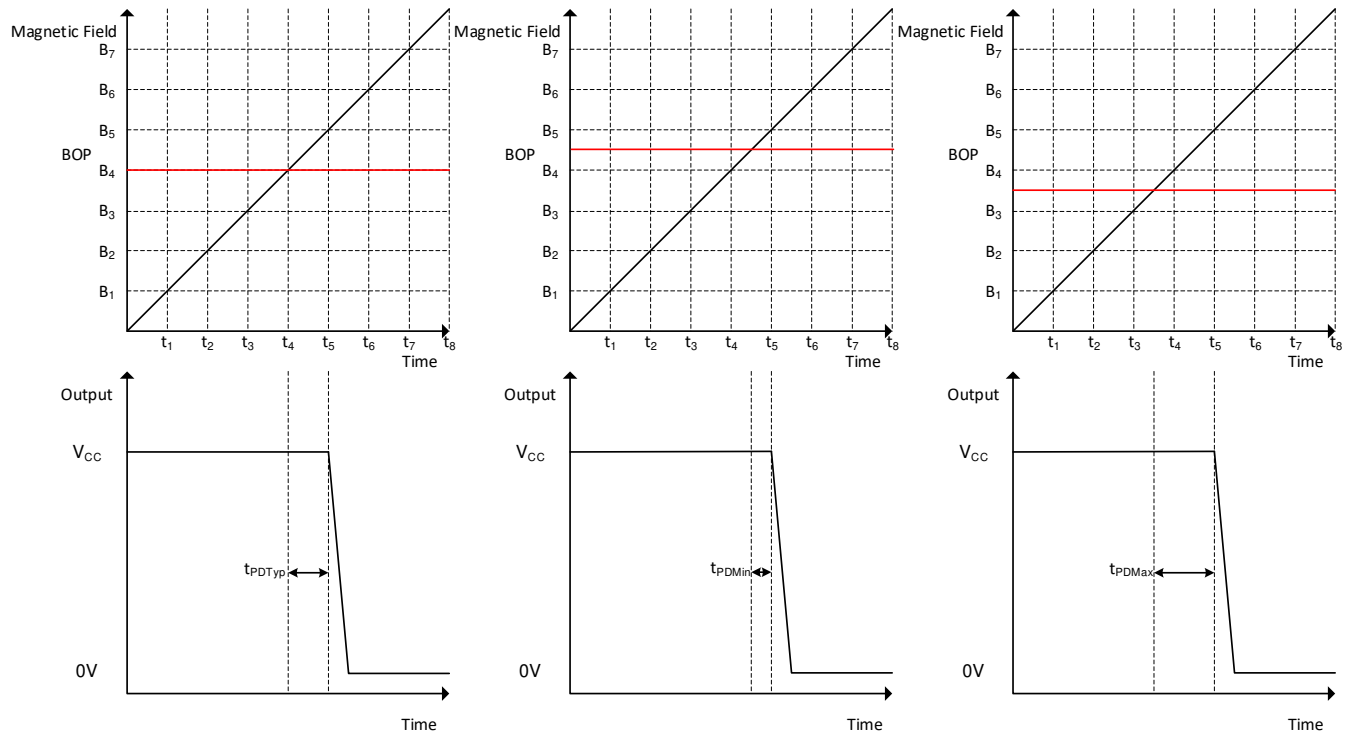 Magnetic Field
B7
B6
B5
BOP
B4
B3
B2
B1
t1 t2 t3 t4 t5 t6 t7 t8
Time
Magnetic Field
B7
B6
B5
BOP
B4
B3
B2
B1
t1 t2 t3 t4 t5 t6 t7 t8
Time
Magnetic Field
B7
B6
B5
BOP
B4
B3
B2
B1
t1 t2 t3 t4 t5 t6 t7 t8
Time
Output
VCC
tPDTyp
0V
Time
Output
VCC
tPDMin
0V
Time
Output
VCC
tPDMax
0V
Time